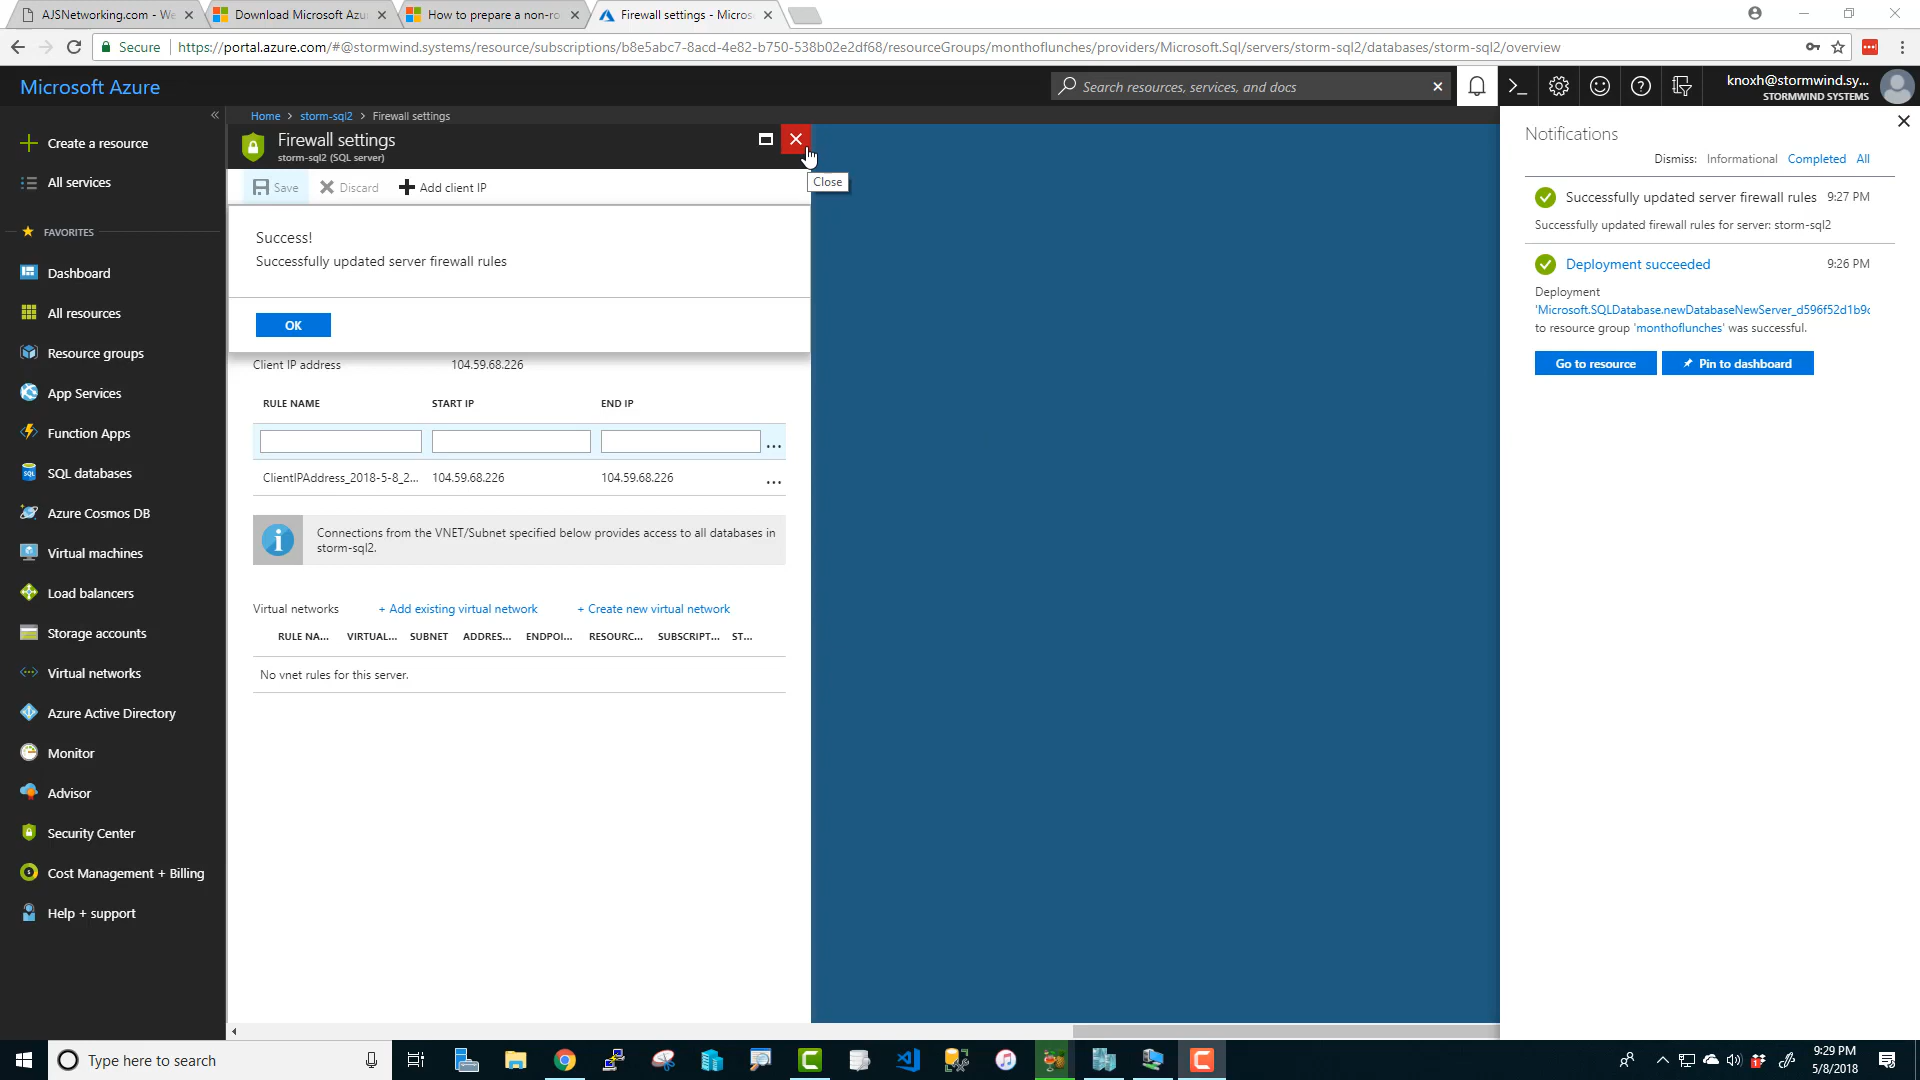 AJSNetworking.com - We
Download Microsoft Azu
How to prepare a non-ro
Firewall settings - Micros
Secure
https://portal.azure.com/#@stormwind.systems/resource/subscriptions/b8e5abc7-8acd-4e82-b750-538b02e2df68/resourceGroups/monthoflunches/providers/Microsoft.Sql/servers/storm-sql2/databases/storm-sql2/overview
Microsoft Azure
Search resources, services, and docs
knoxh@stormwind.sy...
STORMWIND SYSTEMS
Create a resource
All services
FAVORITES
Dashboard
All resources
Resource groups
App Services
Function Apps
SQL databases
Azure Cosmos DB
Virtual machines
Load balancers
Storage accounts
Virtual networks
Azure Active Directory
Monitor
Advisor
Security Center
Cost Management + Billing
Help + support
Home > storm-sql2 > Firewall settings
Firewall settings
storm-sql2 (SQL server)
Close
Save
Discard
Add client IP
Success!
Successfully updated server firewall rules
OK
Client IP address 104.59.68.226
RULE NAME START IP END IP
...
ClientIPAddress_2018-5-8_2... 104.59.68.226 104.59.68.226 ...
Connections from the VNET/Subnet specified below provides access to all databases in
storm-sql2.
Virtual networks + Add existing virtual network + Create new virtual network
RULE NA... VIRTUAL... SUBNET ADDRES... ENDPOI... RESOURC... SUBSCRIPT... ST...
No vnet rules for this server.
Notifications
Dismiss: Informational Completed All
Successfully updated server firewall rules 9:27 PM
Successfully updated firewall rules for server: storm-sql2
Deployment succeeded 9:26 PM
Deployment
'Microsoft.SQLDatabase.newDatabaseNewServer_d596f52d1b9c
to resource group 'monthoflunches' was successful.
Go to resource
Pin to dashboard
Type here to search
9:29 PM
5/8/2018